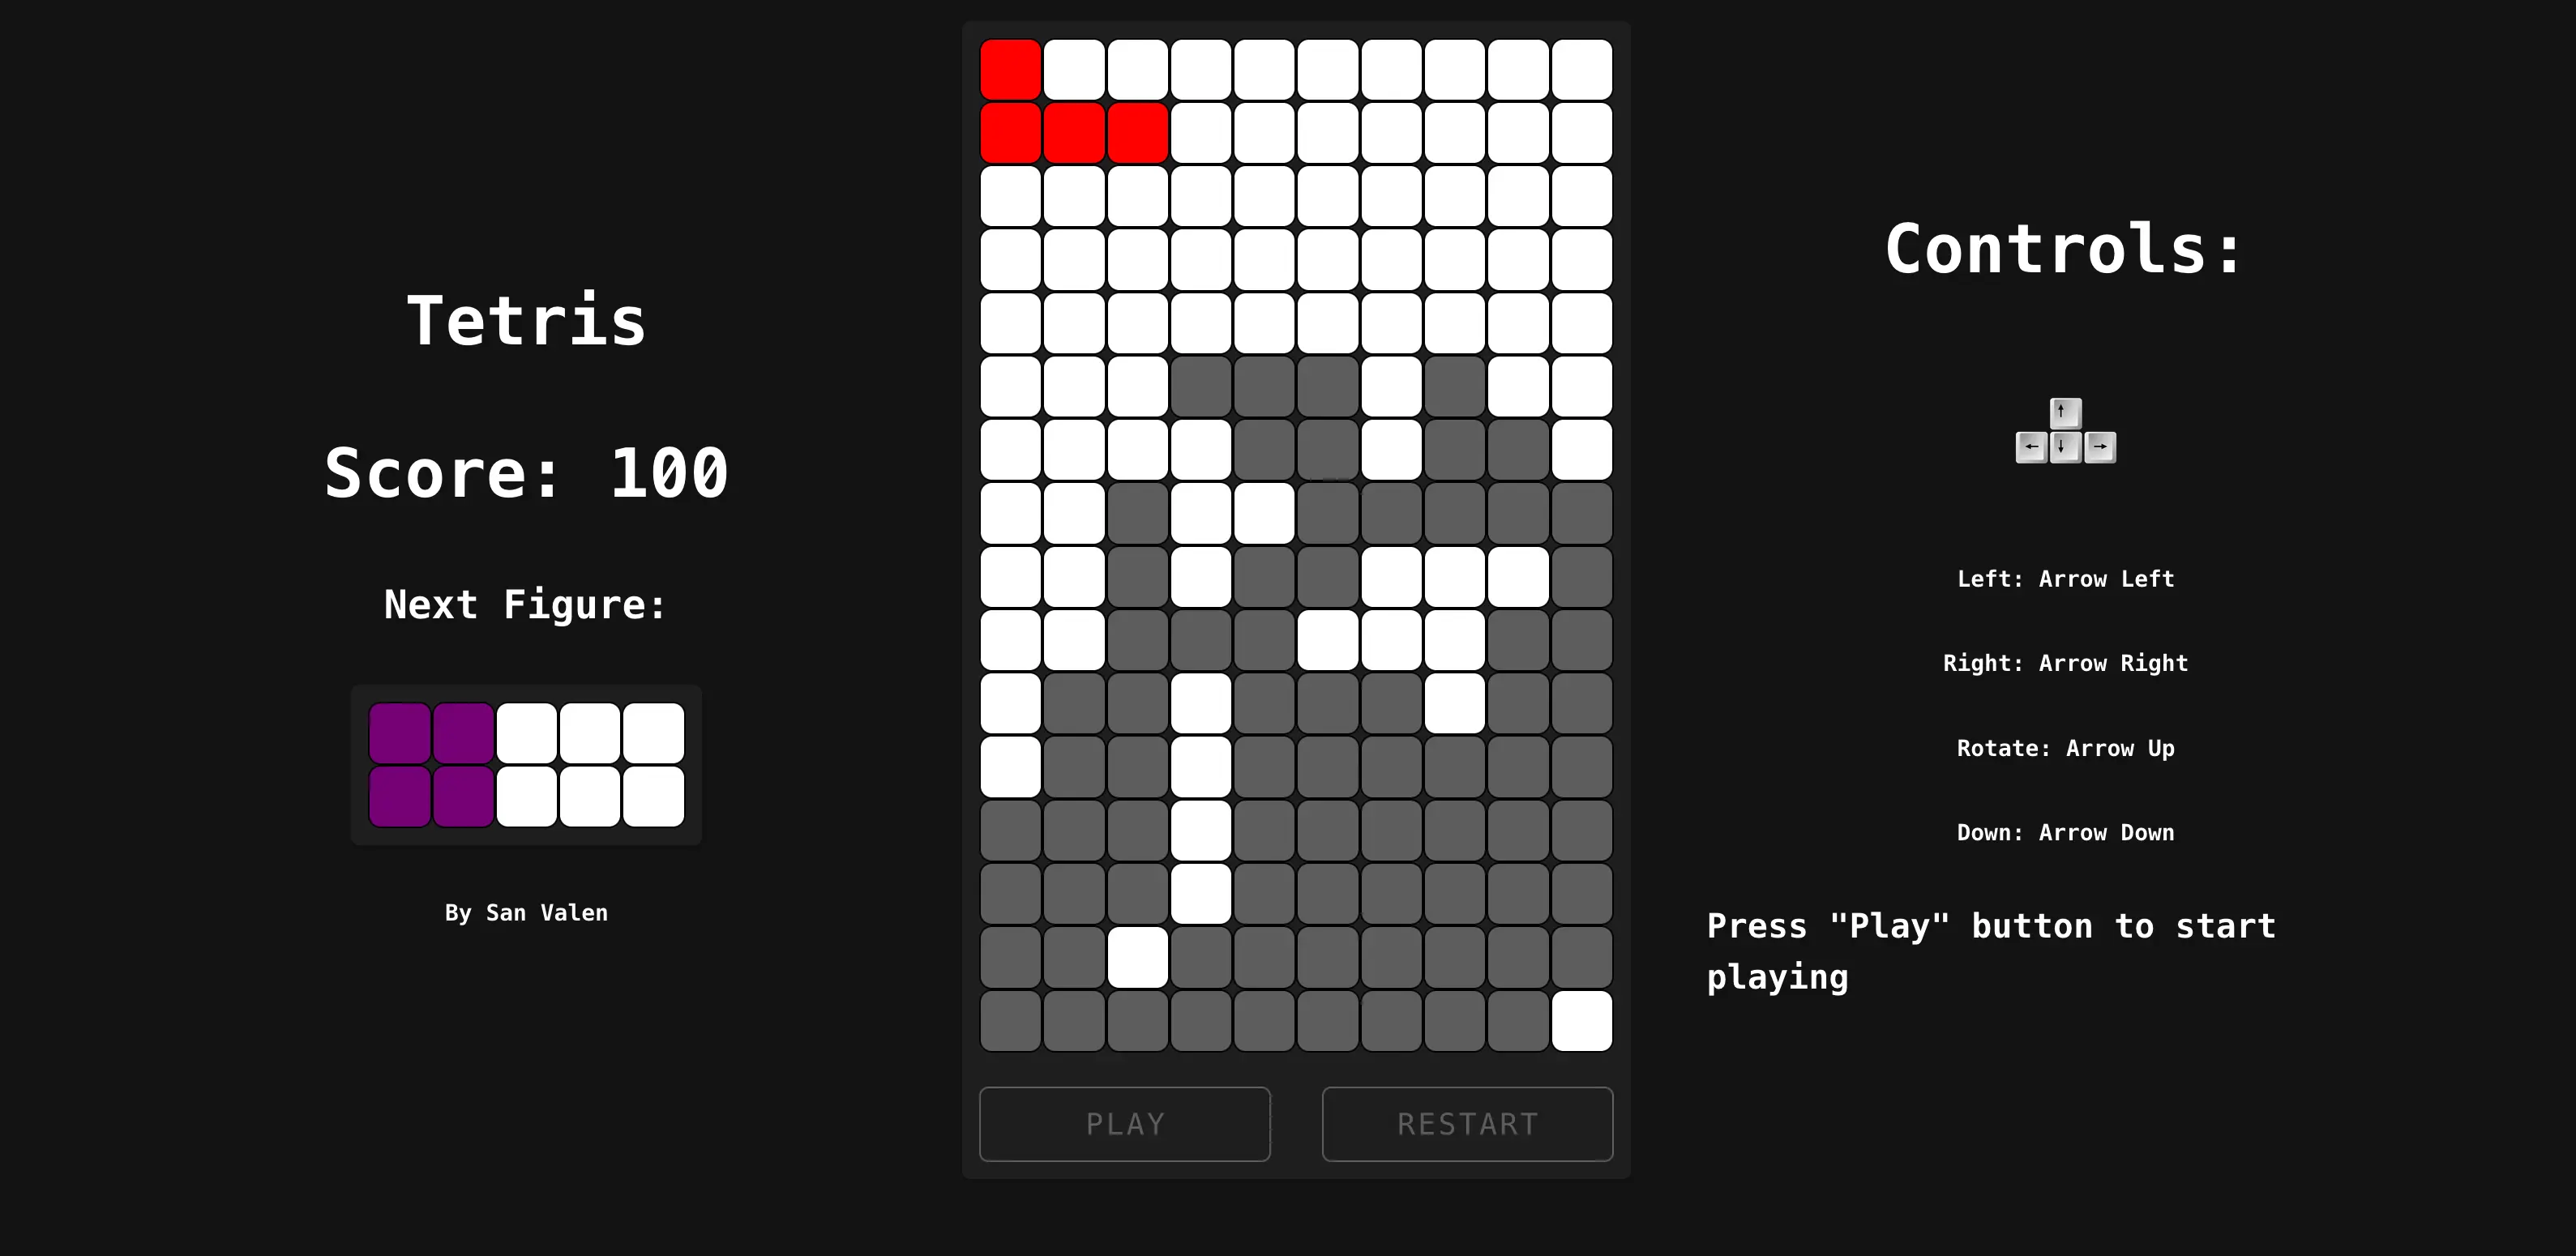 Tetris
Score: 100
Next Figure:
By San Valen
PLAY
RESTART
Controls:
↑
← ↓ →
Left: Arrow Left
Right: Arrow Right
Rotate: Arrow Up
Down: Arrow Down
Press "Play" button to start
playing